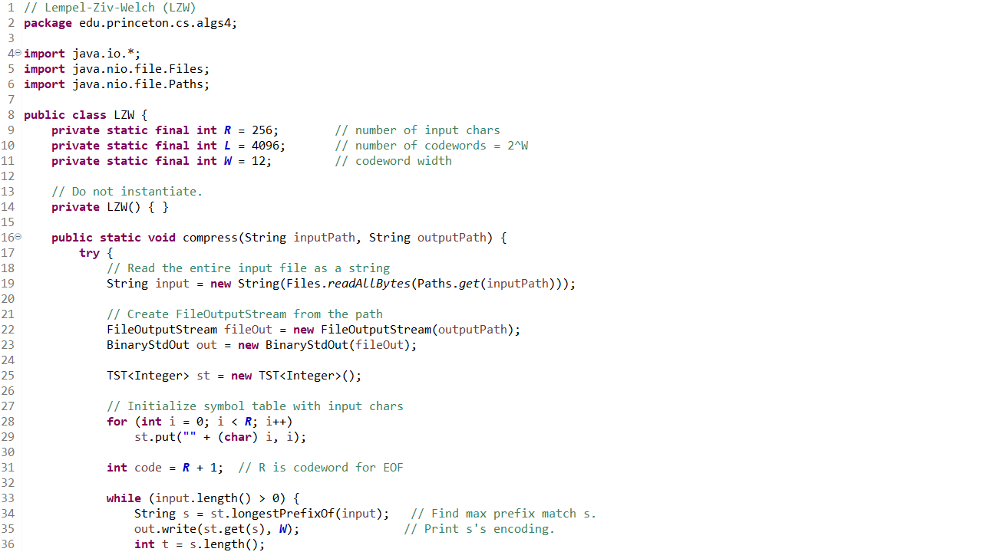 1 // Lempel-Ziv-Welch (LZW)
2 package edu.princeton.cs.algs4;
3
4 import java.io.*;
5 import java.nio.file.Files;
6 import java.nio.file.Paths;
7
8 public class LZW {
9     private static final int R = 256;        // number of input chars
10     private static final int L = 4096;       // number of codewords = 2^W
11     private static final int W = 12;         // codeword width
12
13     // Do not instantiate.
14     private LZW() { }
15
16     public static void compress(String inputPath, String outputPath) {
17         try {
18             // Read the entire input file as a string
19             String input = new String(Files.readAllBytes(Paths.get(inputPath)));
20
21             // Create FileOutputStream from the path
22             FileOutputStream fileOut = new FileOutputStream(outputPath);
23             BinaryStdOut out = new BinaryStdOut(fileOut);
24
25             TST<Integer> st = new TST<Integer>();
26
27             // Initialize symbol table with input chars
28             for (int i = 0; i < R; i++)
29                 st.put("" + (char) i, i);
30
31             int code = R + 1;  // R is codeword for EOF
32
33             while (input.length() > 0) {
34                 String s = st.longestPrefixOf(input);   // Find max prefix match s.
35                 out.write(st.get(s), W);               // Print s's encoding.
36                 int t = s.length();